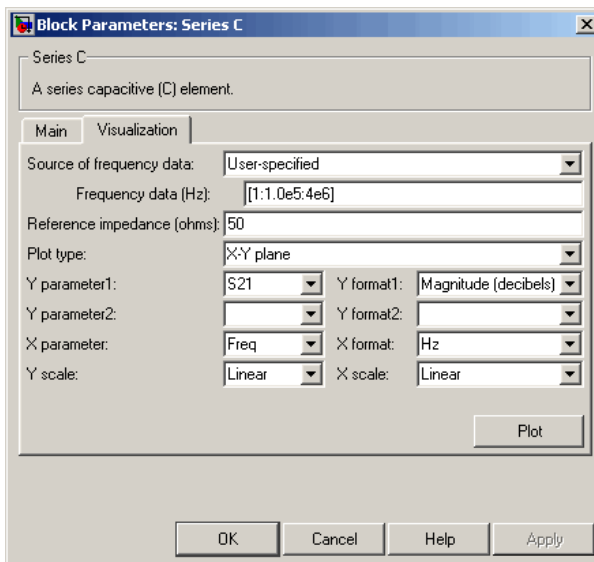 Block Parameters: Series C
Series C
A series capacitive (C) element.
Main Visualization
Source of frequency data: User-specified
Frequency data (Hz): [1:1.0e5:4e6]
Reference impedance (ohms): 50
Plot type: X-Y plane
Y parameter1: S21 Y format1: Magnitude (decibels)
Y parameter2: Y format2:
X parameter: Freq X format: Hz
Y scale: Linear X scale: Linear
Plot
OK Cancel Help Apply